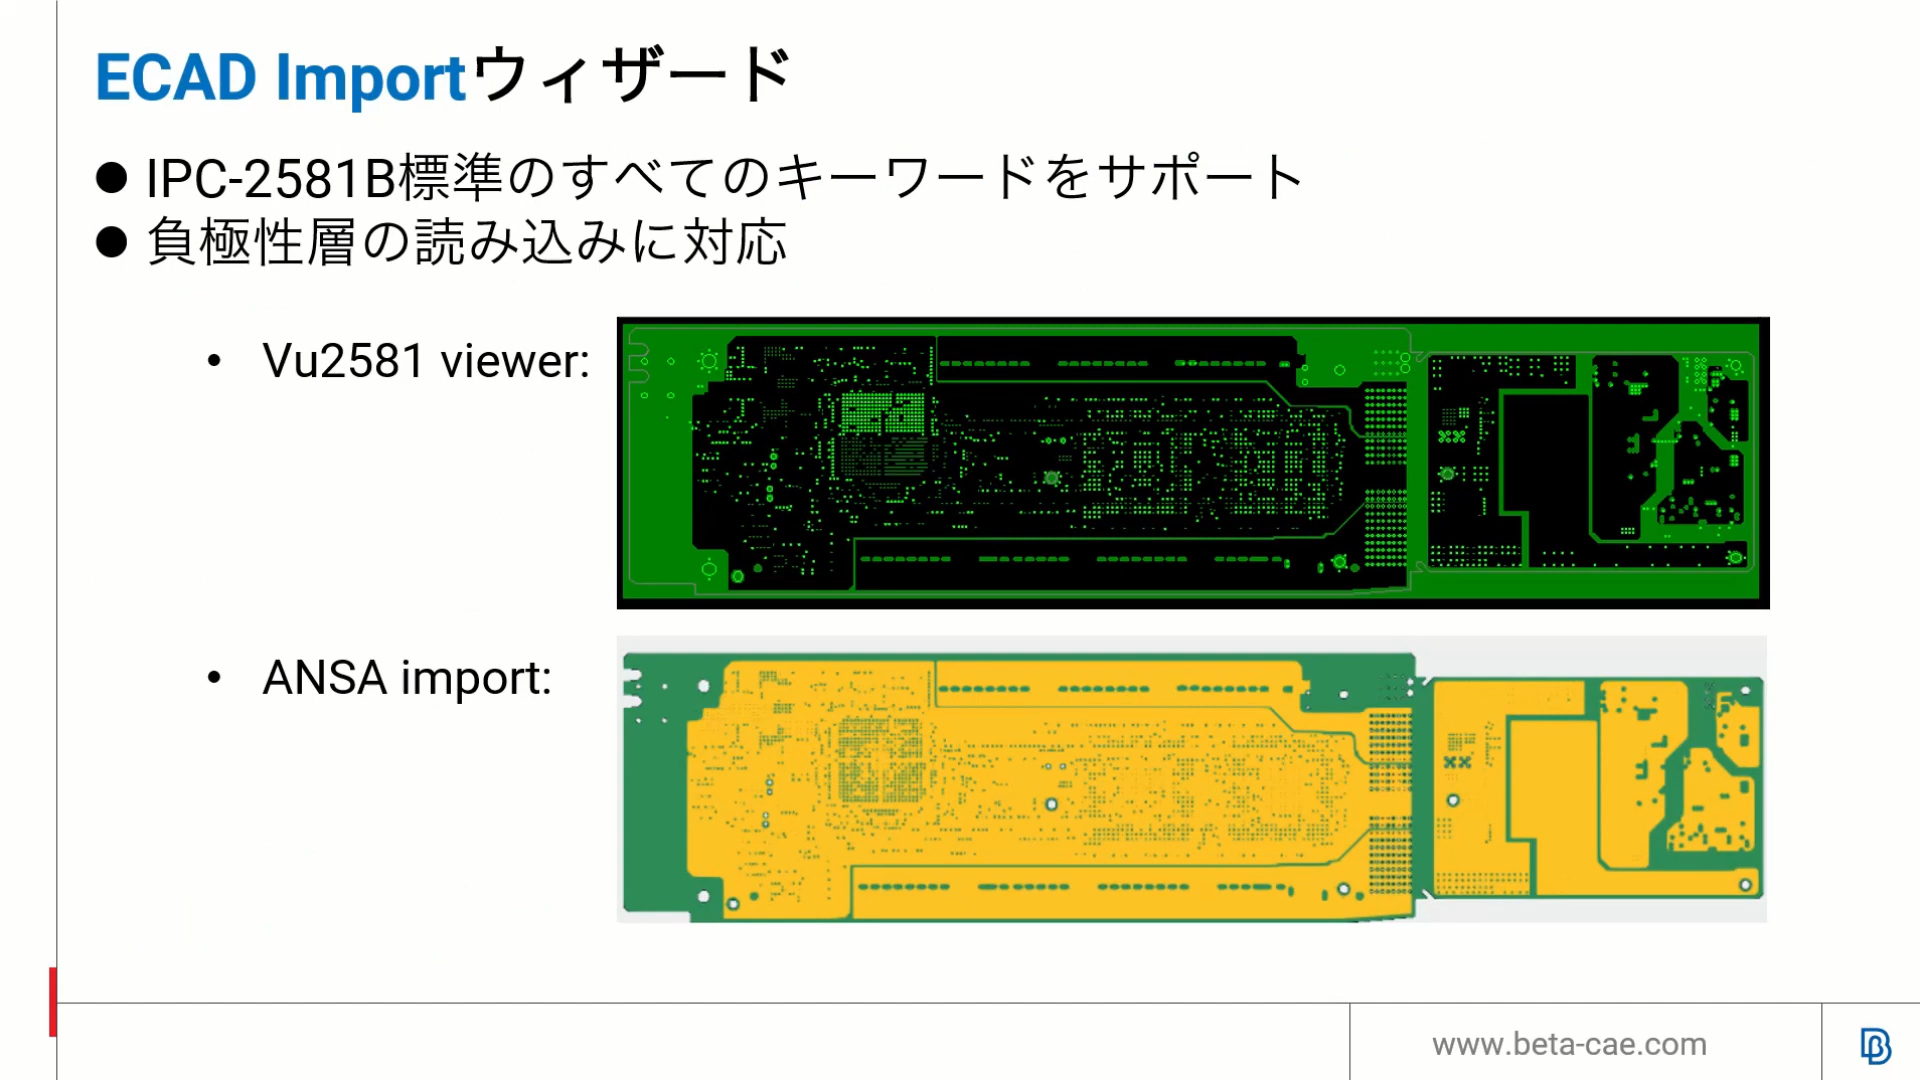 ECAD Importウィザード
● IPC-2581B標準のすべてのキーワードをサポート
● 負極性層の読み込みに対応
• Vu2581 viewer:
• ANSA import:
www.beta-cae.com